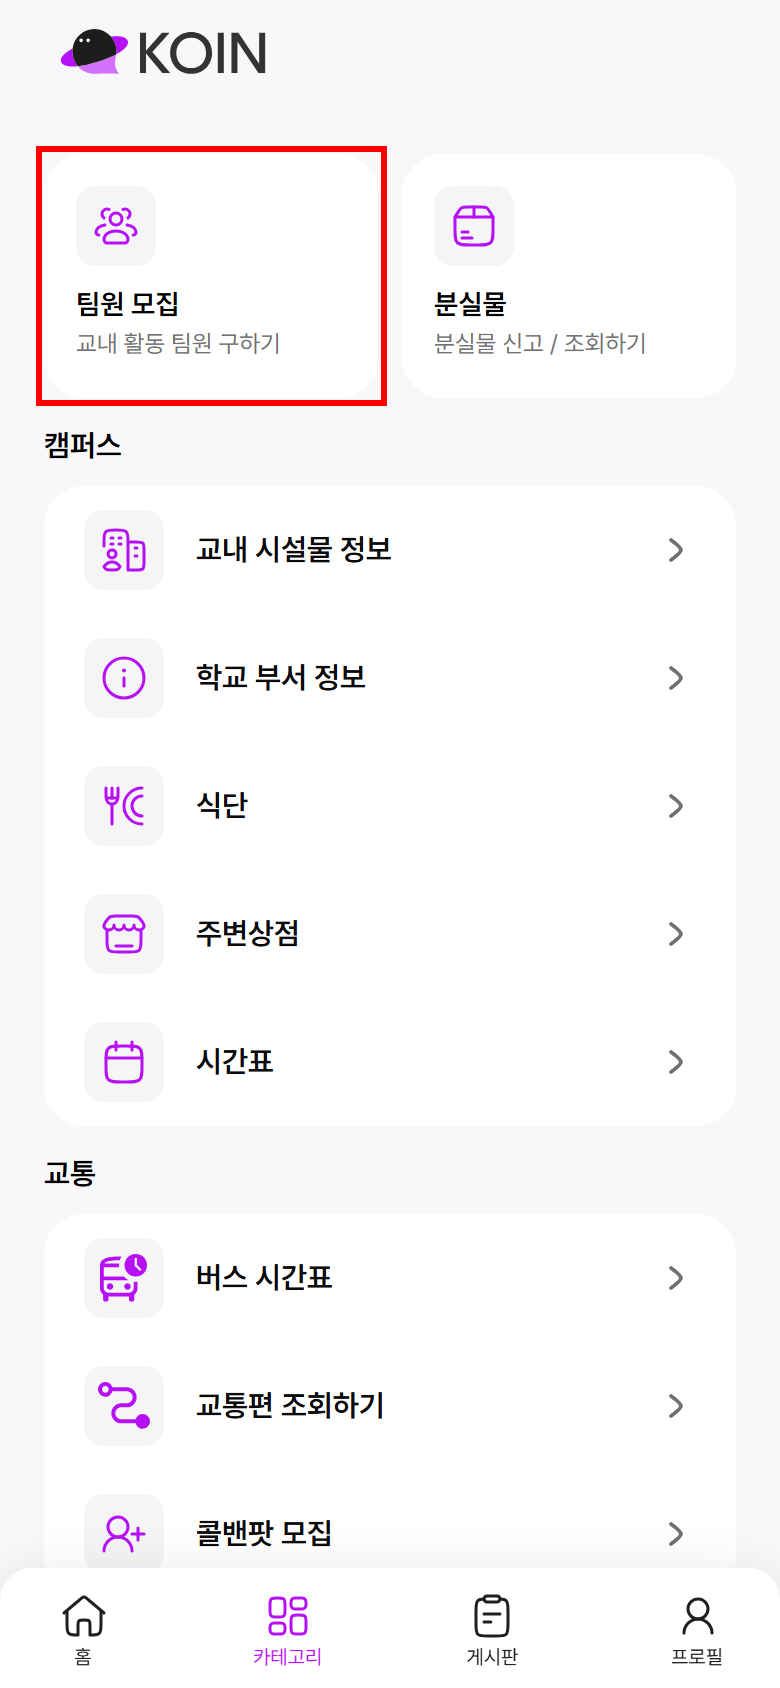 KOIN
팀원 모집
교내 활동 팀원 구하기
분실물
분실물 신고 / 조회하기
캠퍼스
교내 시설물 정보
학교 부서 정보
식단
주변상점
시간표
교통
버스 시간표
교통편 조회하기
콜밴팟 모집
홈
카테고리
게시판
프로필